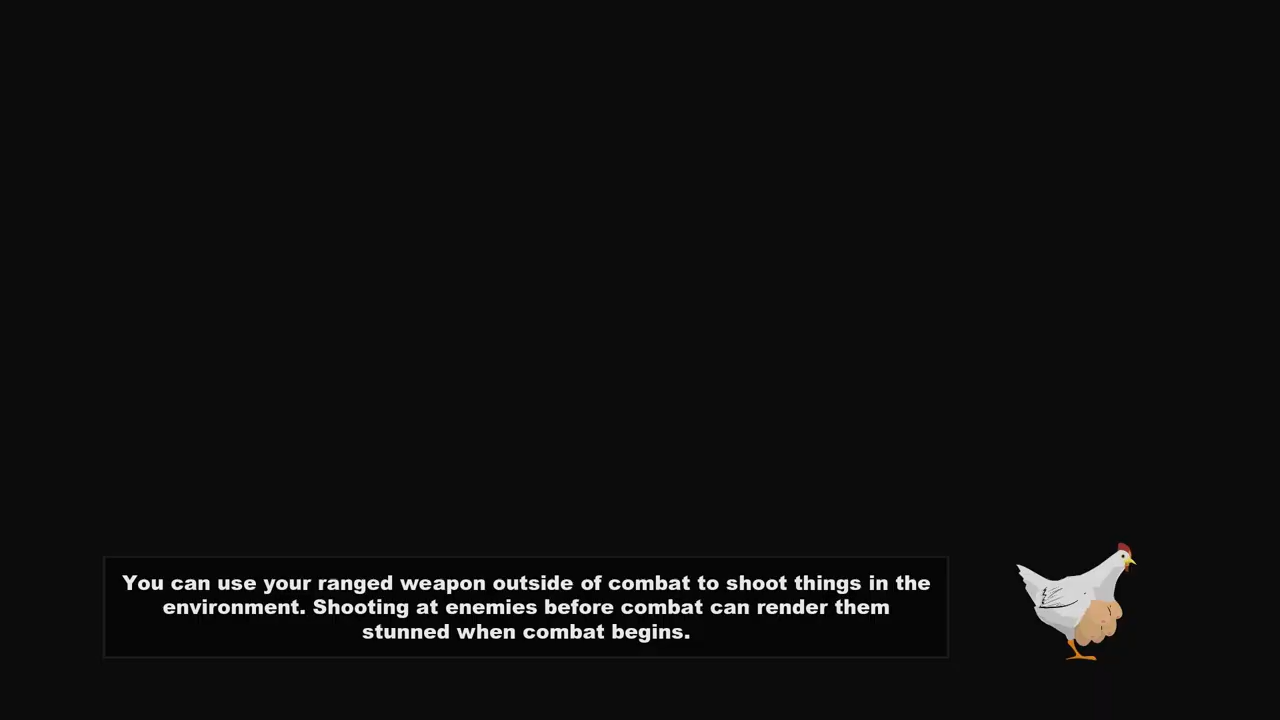 You can use your ranged weapon outside of combat to shoot things in the
environment. Shooting at enemies before combat can render them
stunned when combat begins.